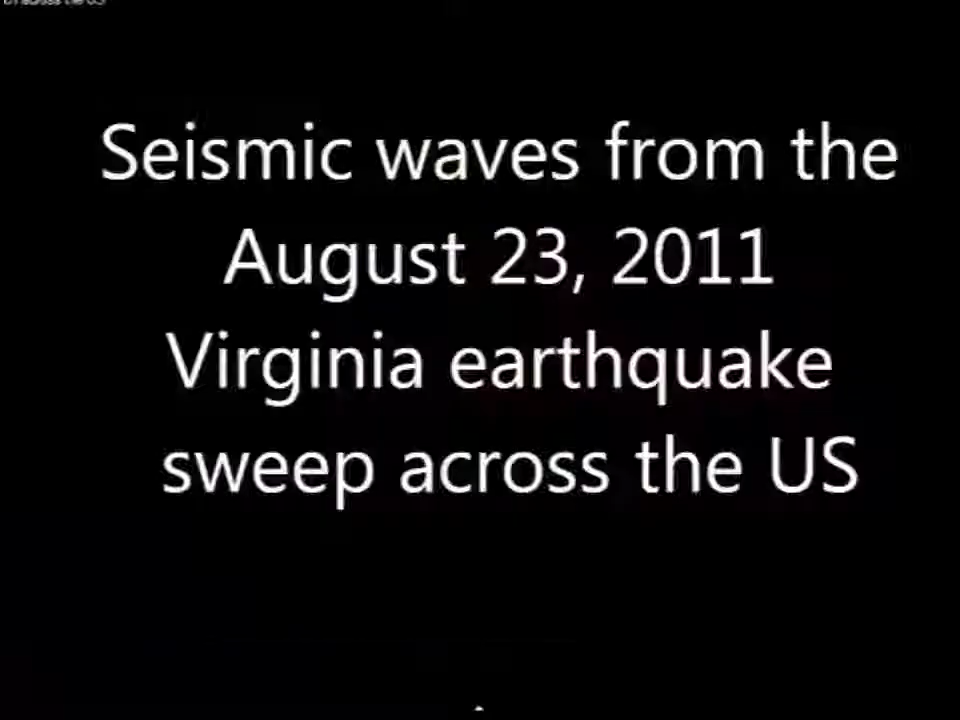 Seismic waves from the
August 23, 2011
Virginia earthquake
sweep across the US